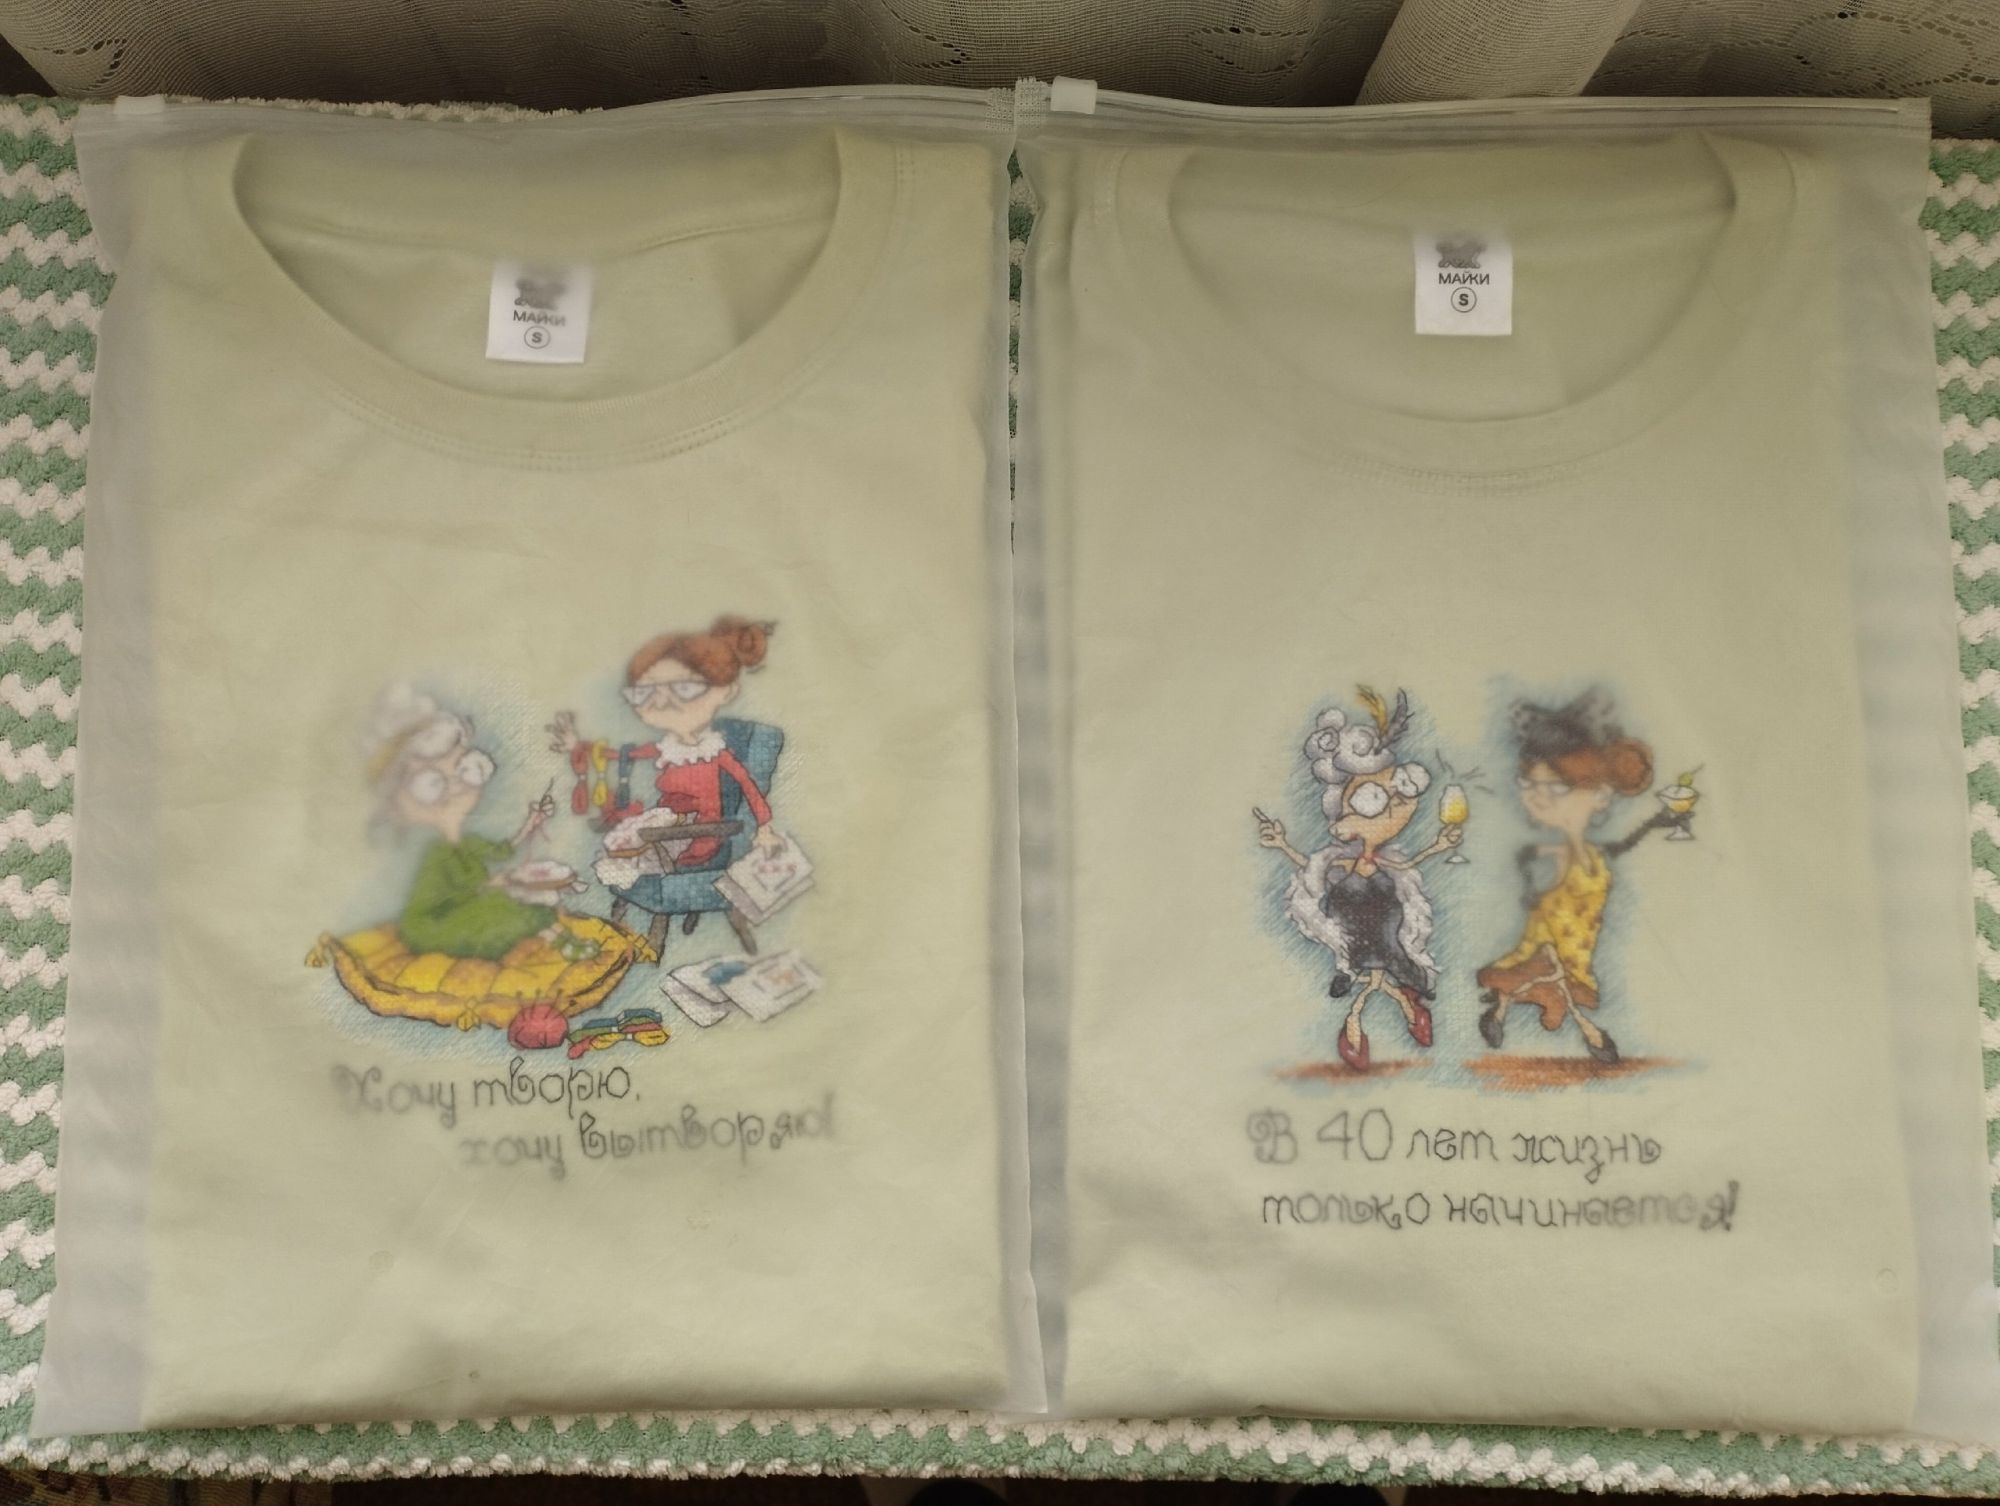 МАЙКИ
S
Хочу творю,
хочу вытворяю!
МАЙКИ
S
В 40 лет жизнь
только начинается!